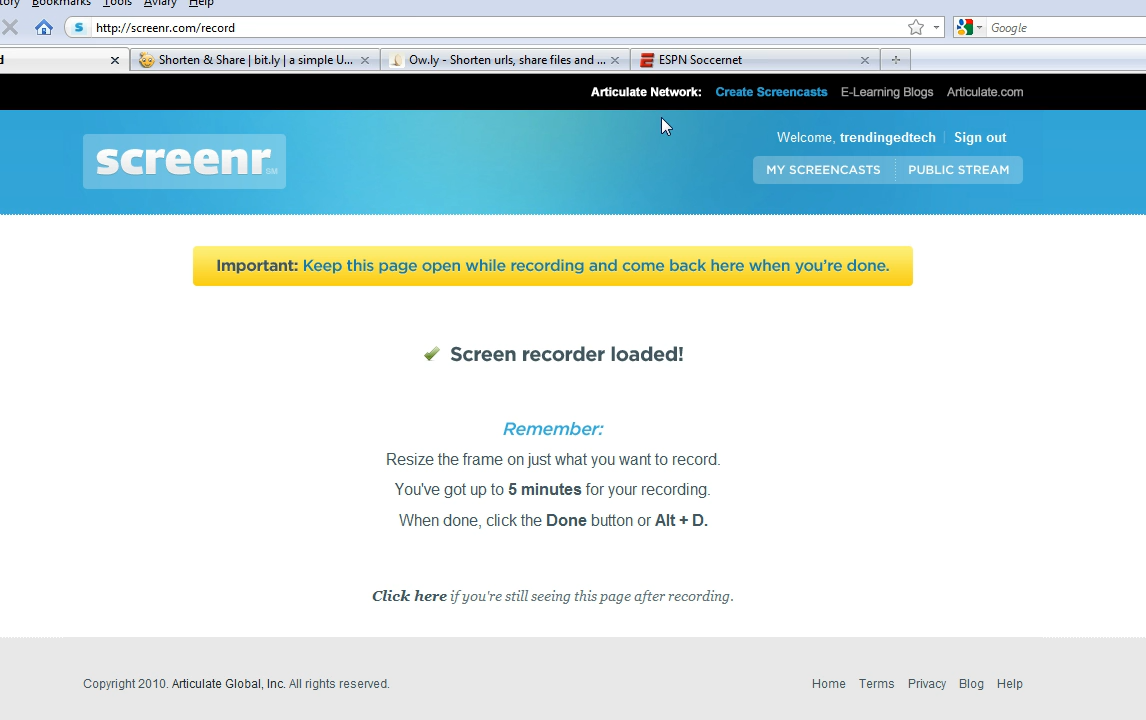 tory Bookmarks Tools Aviary Help
S http://screenr.com/record Google
d Shorten & Share | bit.ly | a simple U... Ow.ly - Shorten urls, share files and ... ESPN Soccernet
Articulate Network: Create Screencasts E-Learning Blogs Articulate.com
Welcome, trendingedtech Sign out
screenr SM
MY SCREENCASTS PUBLIC STREAM
Important: Keep this page open while recording and come back here when you're done.
Screen recorder loaded!
Remember:
Resize the frame on just what you want to record.
You've got up to 5 minutes for your recording.
When done, click the Done button or Alt + D.
Click here if you're still seeing this page after recording.
Copyright 2010. Articulate Global, Inc. All rights reserved. Home Terms Privacy Blog Help